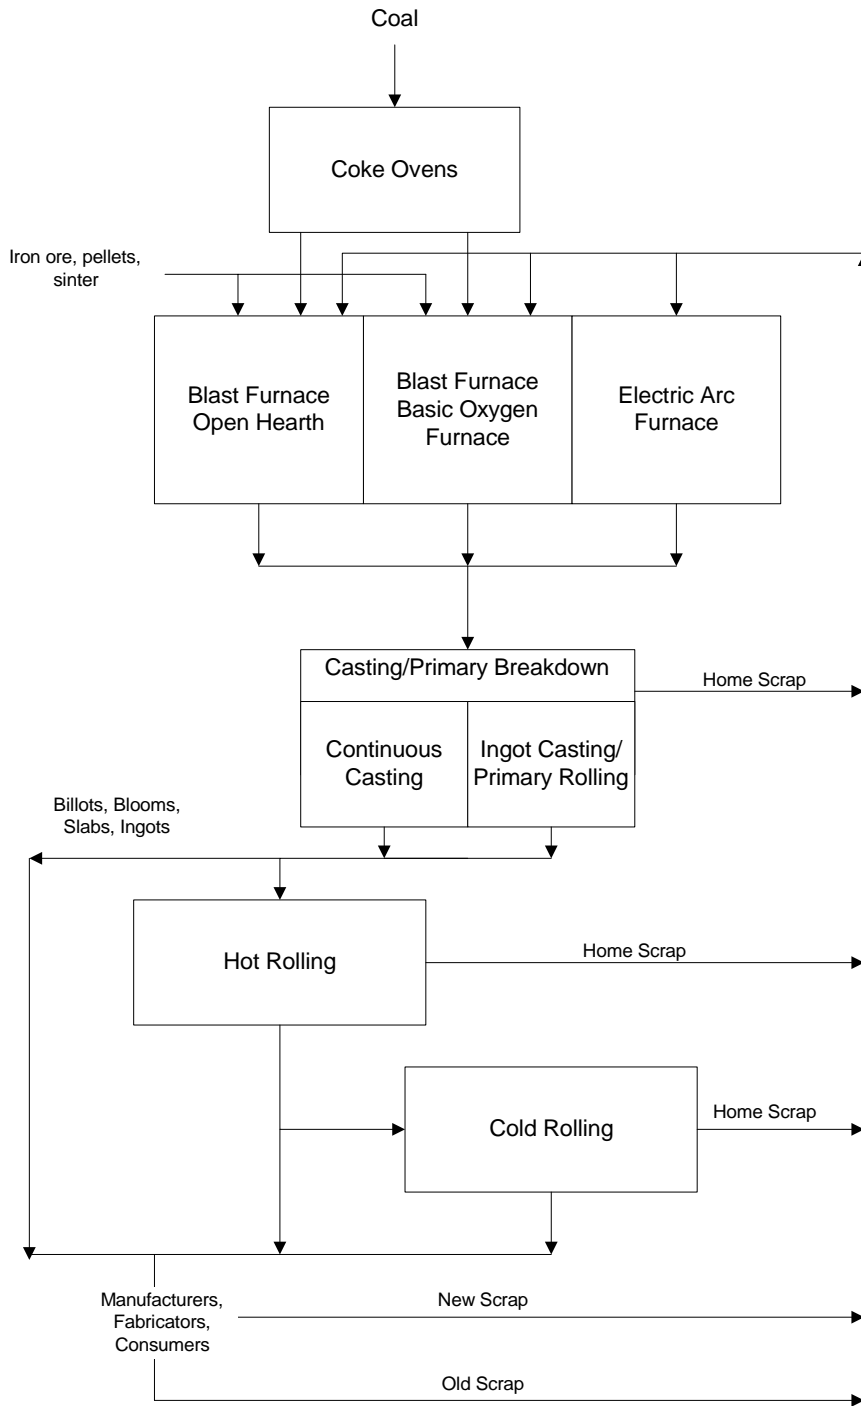 Coal
Coke Ovens
Iron ore, pellets,
sinter
Blast Furnace
Open Hearth
Blast Furnace
Basic Oxygen
Furnace
Electric Arc
Furnace
Casting/Primary Breakdown
Home Scrap
Continuous
Casting
Ingot Casting/
Primary Rolling
Billots, Blooms,
Slabs, Ingots
Hot Rolling
Home Scrap
Cold Rolling
Home Scrap
Manufacturers,
Fabricators,
Consumers
New Scrap
Old Scrap